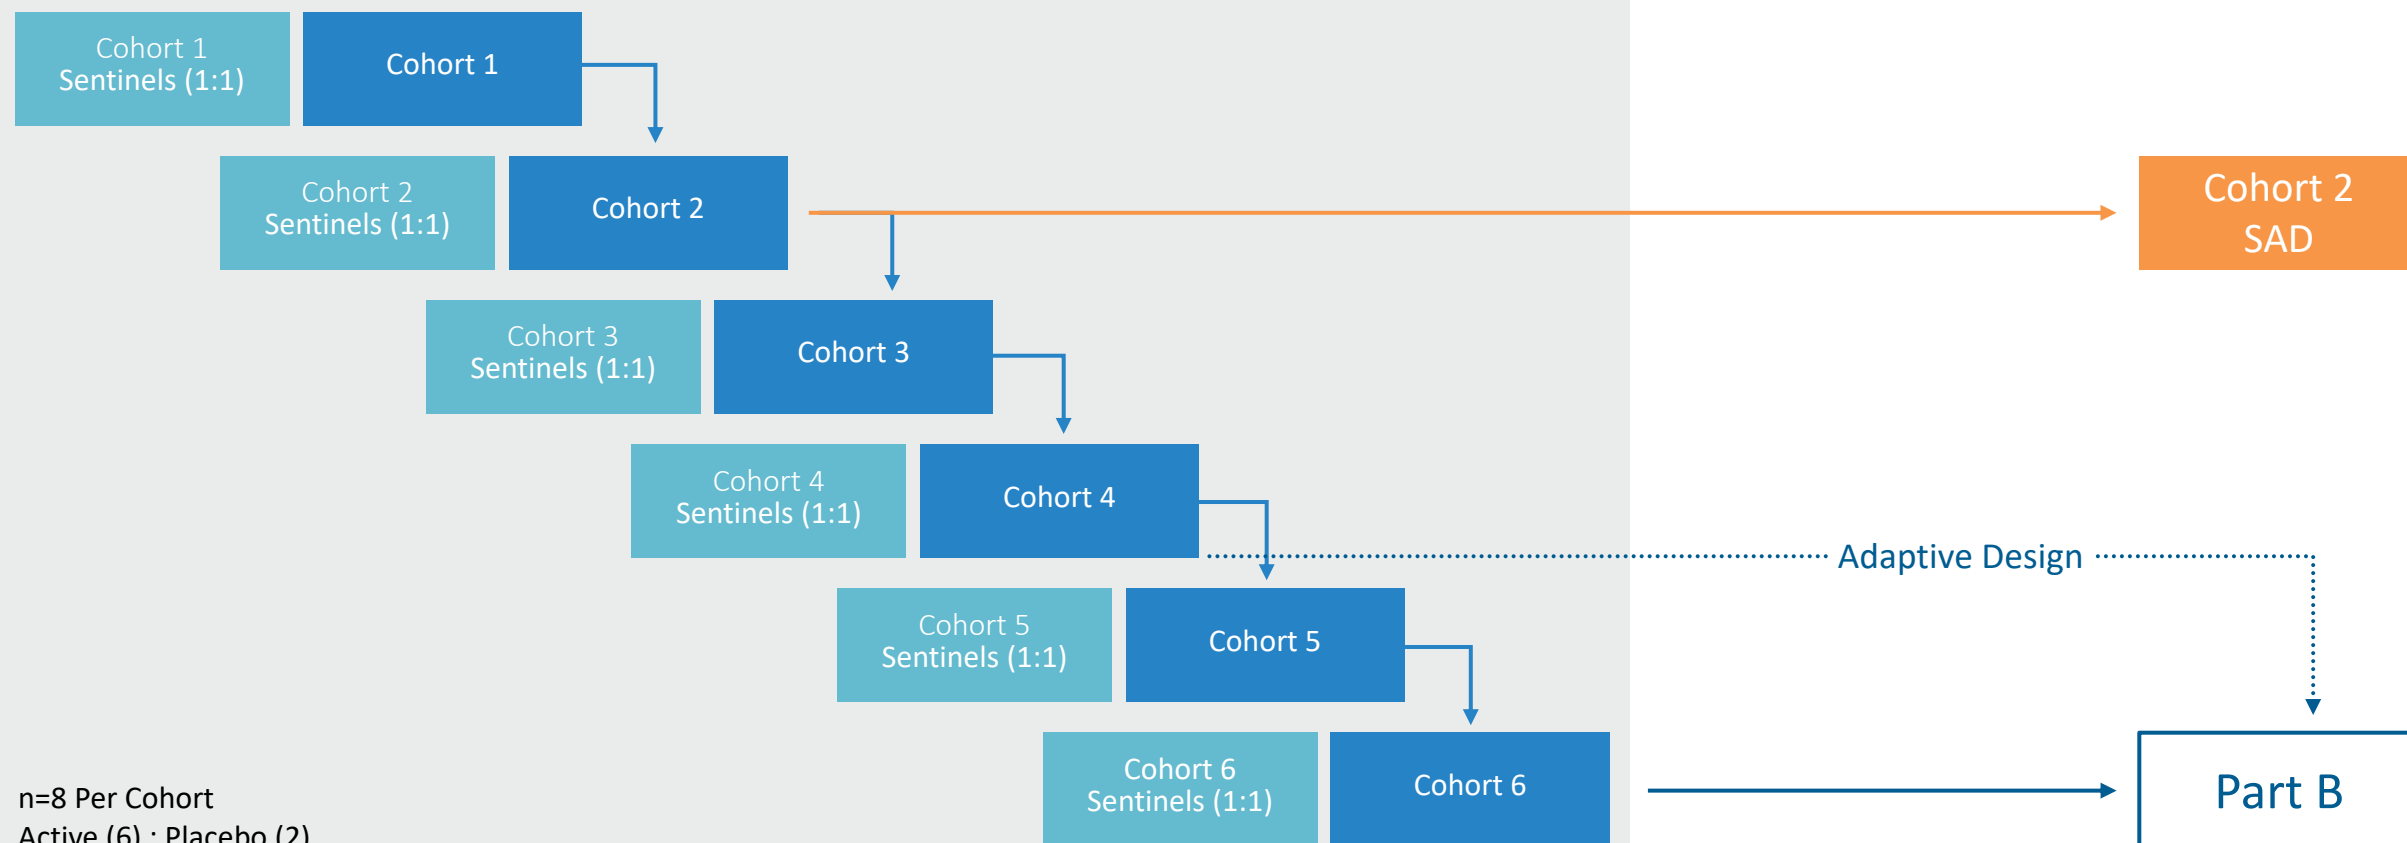 Cohort 1
Sentinels (1:1)
Cohort 1
Cohort 2
Sentinels (1:1)
Cohort 2
Cohort 2
SAD
Cohort 3
Sentinels (1:1)
Cohort 3
Cohort 4
Sentinels (1:1)
Cohort 4
Adaptive Design
Cohort 5
Sentinels (1:1)
Cohort 5
Cohort 6
Sentinels (1:1)
Cohort 6
Part B
n=8 Per Cohort
Active (6) : Placebo (2)